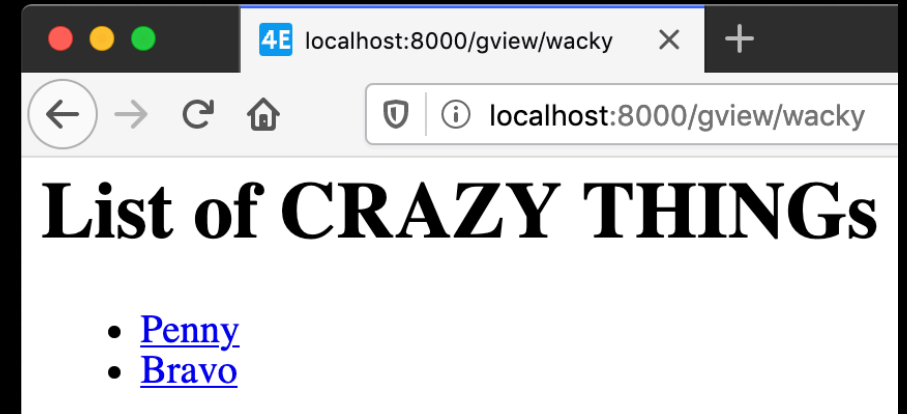 4E localhost:8000/gview/wacky
localhost:8000/gview/wacky
List of CRAZY THINGs
Penny
Bravo